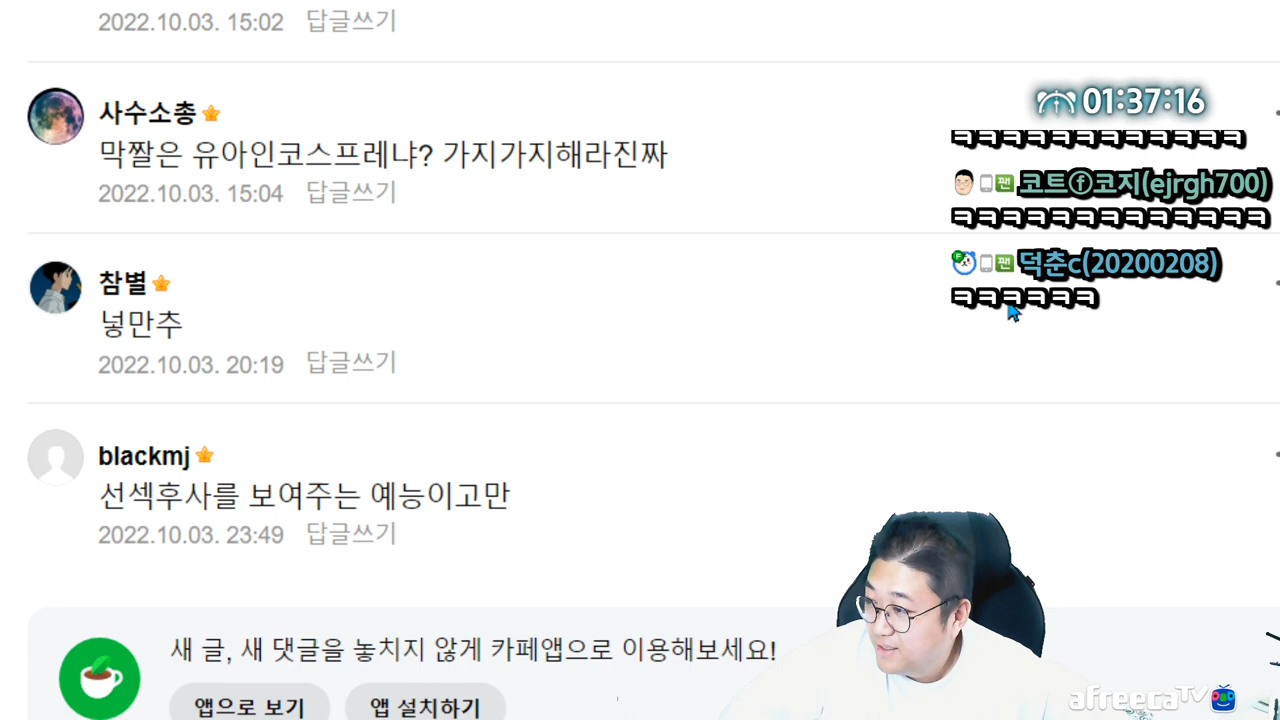 2022.10.03. 15:02 답글쓰기
사수소총
막짤은 유아인코스프레냐? 가지가지해라진짜
2022.10.03. 15:04 답글쓰기
참별
넣만추
2022.10.03. 20:19 답글쓰기
blackmj
선섹후사를 보여주는 예능이고만
2022.10.03. 23:49 답글쓰기
새 글, 새 댓글을 놓치지 않게 카페앱으로 이용해보세요!
앱으로 보기 앱 설치하기
01:37:16
ㅋㅋㅋㅋㅋㅋㅋㅋㅋㅋㅋㅋ
팬 코트ⓕ코지(ejrgh700)
ㅋㅋㅋㅋㅋㅋㅋㅋㅋㅋㅋㅋㅋ
팬 덕춘c(20200208)
ㅋㅋㅋㅋㅋㅋ
afreecaTV